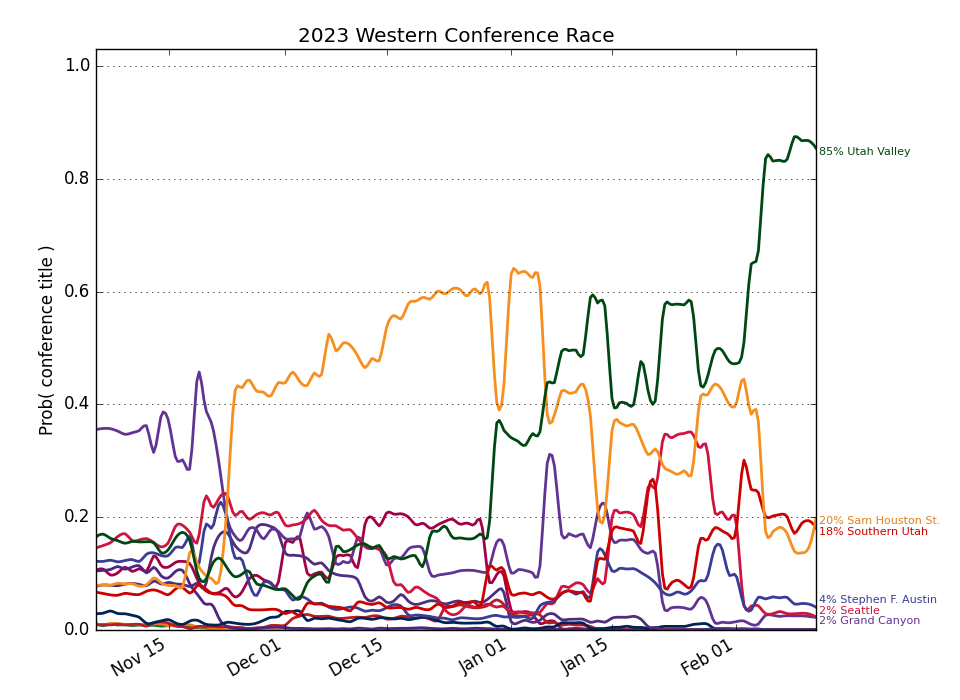 2023 Western Conference Race
Prob( conference title )
1.0
0.8
0.6
0.4
0.2
0.0
Nov 15
Dec 01
Dec 15
Jan 01
Jan 15
Feb 01
85% Utah Valley
20% Sam Houston St.
18% Southern Utah
4% Stephen F. Austin
2% Seattle
2% Grand Canyon